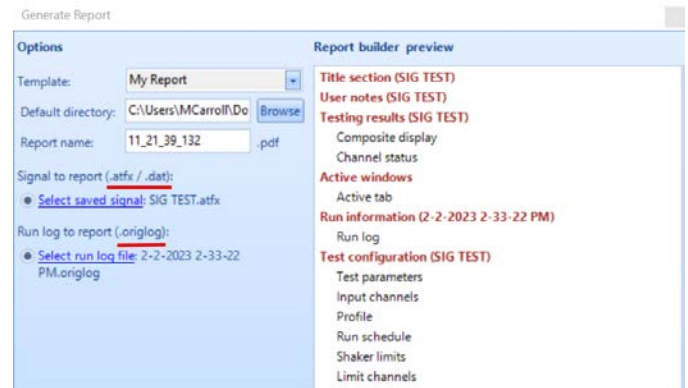 Generate Report
Options
Template:
My Report
Default directory:
C:\Users\MCarroll\Do
Browse
Report name:
11_21_39_132
.pdf
Signal to report (.atfx / .dat):
Select saved signal: SIG TEST.atfx
Run log to report (.origlog):
Select run log file: 2-2-2023 2-33-22
PM.origlog
Report builder preview
Title section (SIG TEST)
User notes (SIG TEST)
Testing results (SIG TEST)
Composite display
Channel status
Active windows
Active tab
Run information (2-2-2023 2-33-22 PM)
Run log
Test configuration (SIG TEST)
Test parameters
Input channels
Profile
Run schedule
Shaker limits
Limit channels